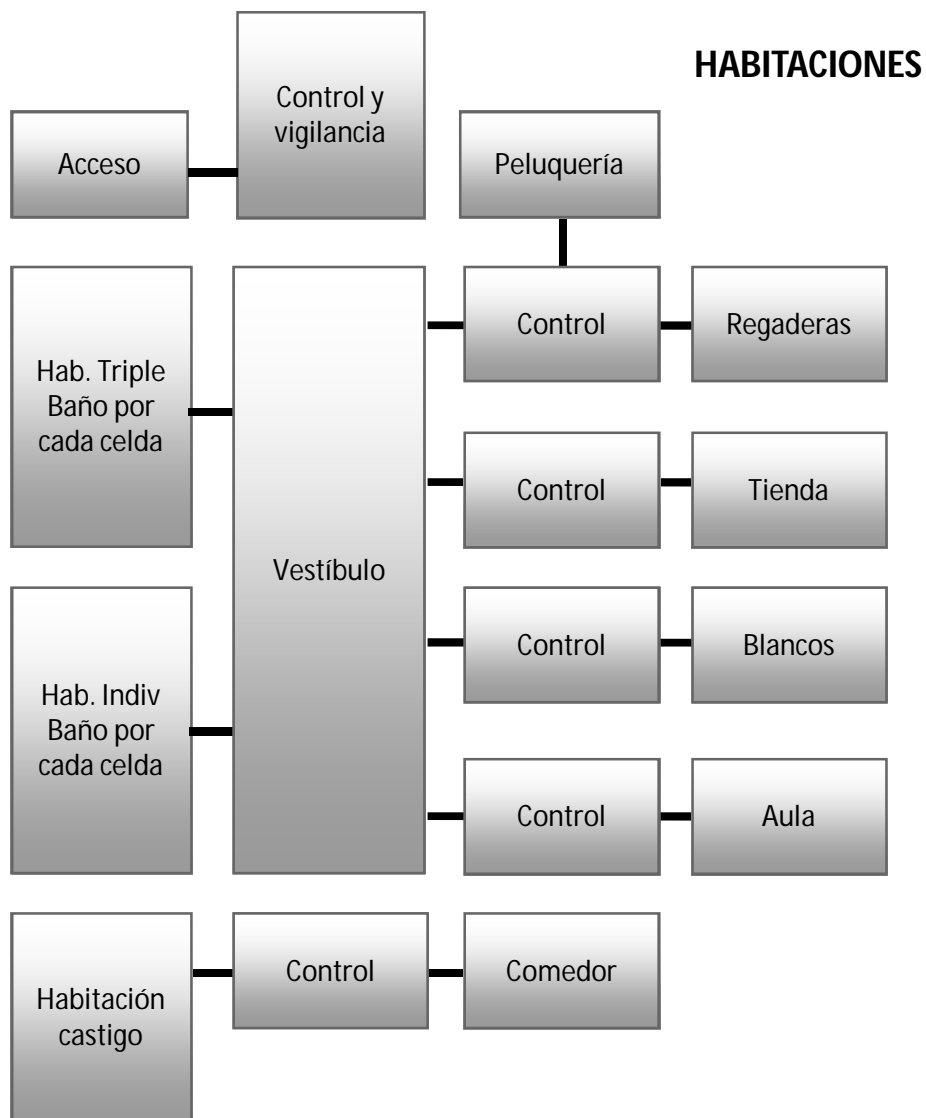 HABITACIONES
Control y
vigilancia
Acceso
Peluquería
Hab. Triple
Baño por
cada celda
Control
Regaderas
Control
Tienda
Vestíbulo
Hab. Indiv
Baño por
cada celda
Control
Blancos
Control
Aula
Habitación
castigo
Control
Comedor